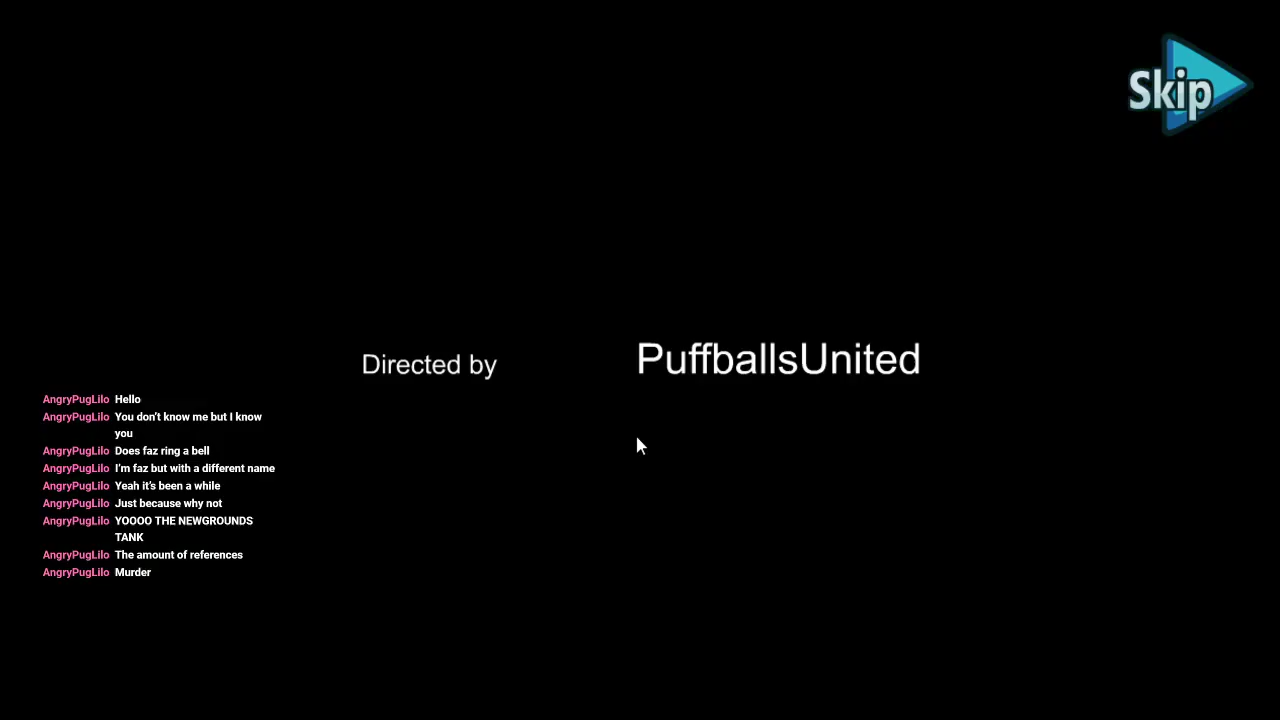 Skip
Directed by PuffballsUnited
AngryPugLilo Hello
AngryPugLilo You don't know me but I know
you
AngryPugLilo Does faz ring a bell
AngryPugLilo I'm faz but with a different name
AngryPugLilo Yeah it's been a while
AngryPugLilo Just because why not
AngryPugLilo YOOOO THE NEWGROUNDS
TANK
AngryPugLilo The amount of references
AngryPugLilo Murder